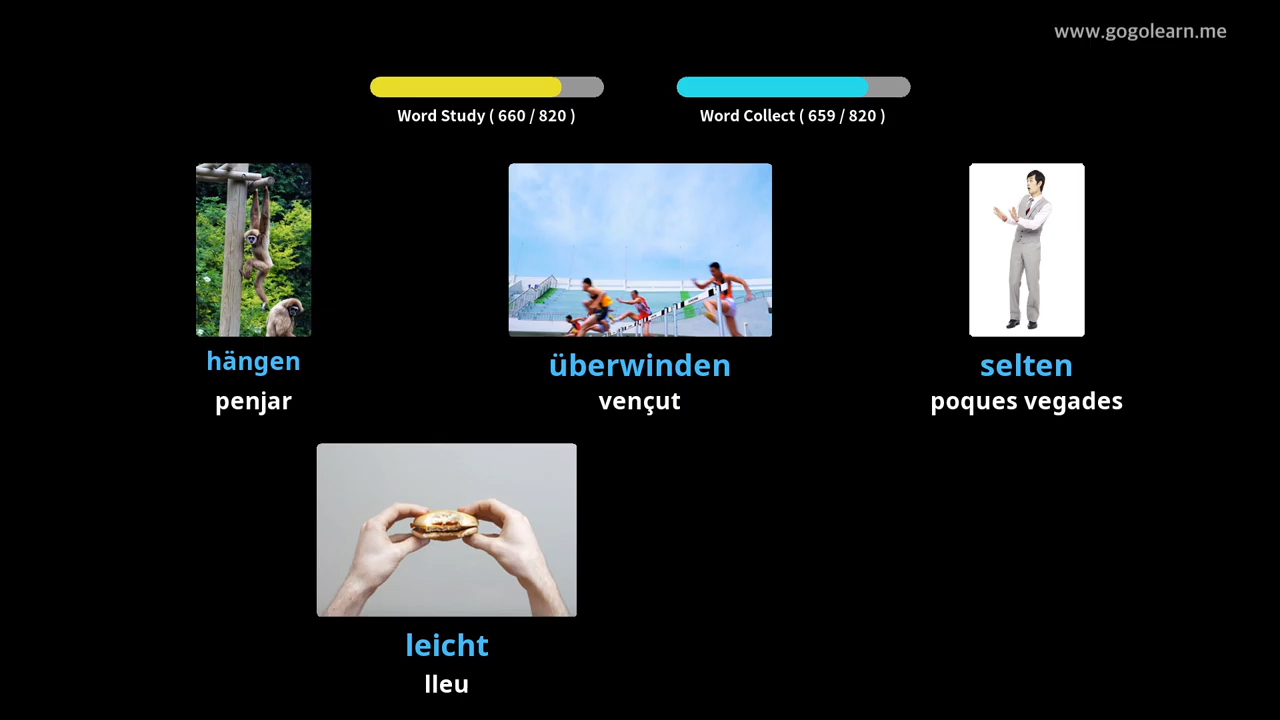 www.gogolearn.me
Word Study ( 660 / 820 )
Word Collect ( 659 / 820 )
hängen
penjar
überwinden
vençut
selten
poques vegades
leicht
lleu